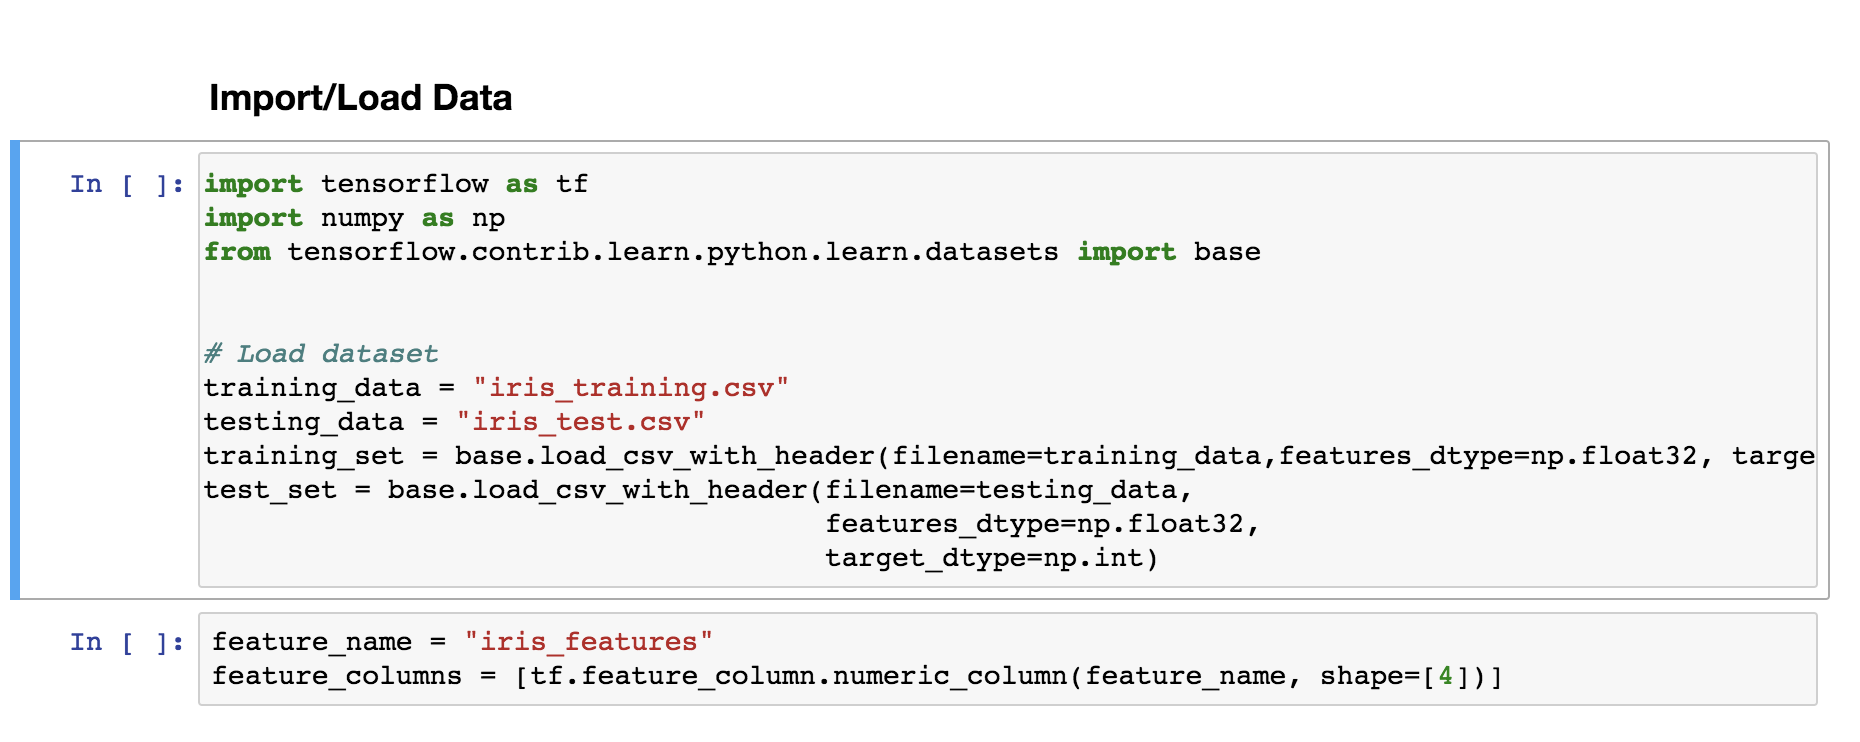 Import/Load Data
In [ ]:
import tensorflow as tf
import numpy as np
from tensorflow.contrib.learn.python.learn.datasets import base
# Load dataset
training_data = "iris_training.csv"
testing_data = "iris_test.csv"
training_set = base.load_csv_with_header(filename=training_data,features_dtype=np.float32, targe
test_set = base.load_csv_with_header(filename=testing_data,
features_dtype=np.float32,
target_dtype=np.int)
In [ ]:
feature_name = "iris_features"
feature_columns = [tf.feature_column.numeric_column(feature_name, shape=[4])]